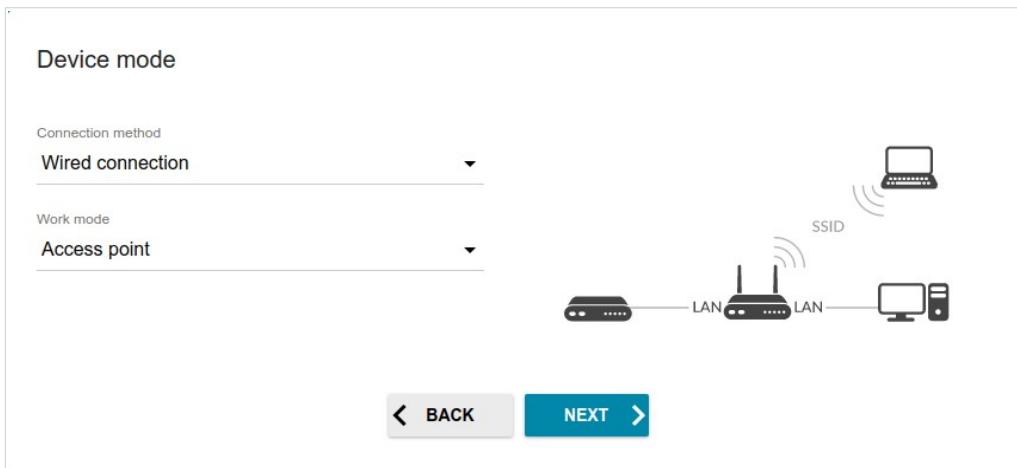 Device mode
Connection method
Wired connection
Work mode
Access point
SSID
LAN LAN
BACK NEXT